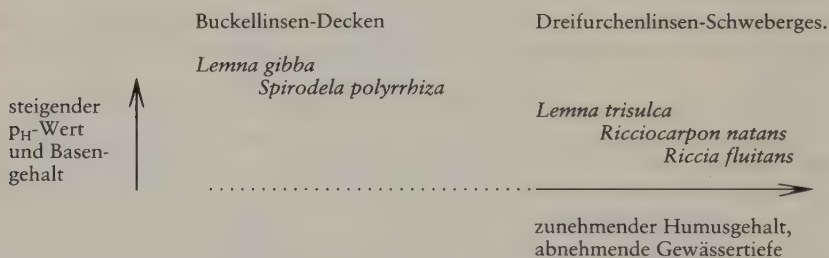 Buckellinsen-Decken
Dreifurchenlinsen-Schweberges.
Lemna gibba
Spirodela polyrrhiza
steigender
pH-Wert
und Basen-
gehalt
Lemna trisulca
Ricciocarpon natans
Riccia fluitans
zunehmender Humusgehalt,
abnehmende Gewässertiefe